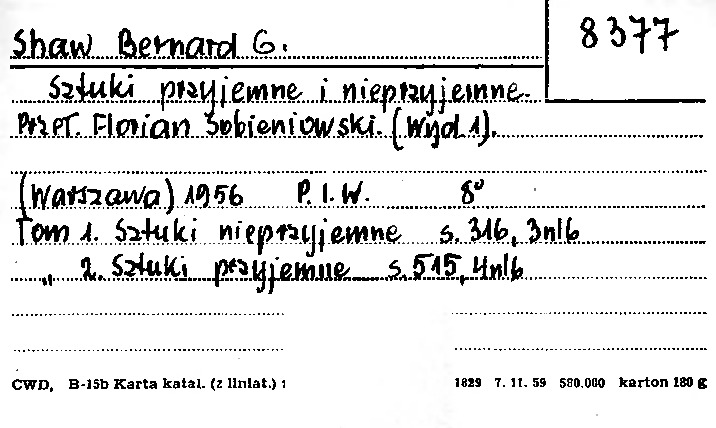 Shaw Bernard G.
8377
Sztuki przyjemne i nieprzyjemne.
Przeł. Florian Sobieniowski. (Wyd 1).
(Warszawa) 1956 P. I. W. 8°
Tom 1. Sztuki nieprzyjemne s. 316, 3nlb
„ 2. Sztuki przyjemne s. 515, 4nlb
CWD, B-15b Karta katal. (z liniat.) 1829 7. 11. 59 580.000 karton 180 g